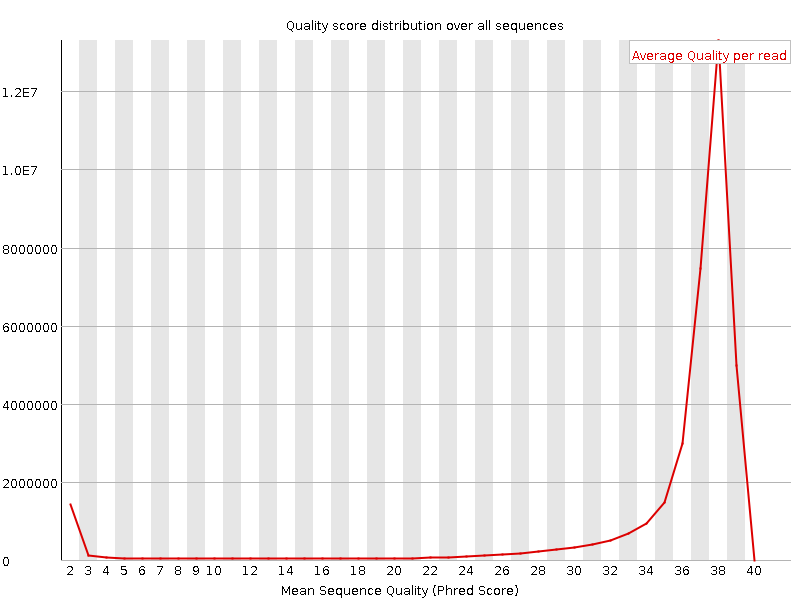 Quality score distribution over all sequences
Average Quality per read
1.2E7
1.0E7
8000000
6000000
4000000
2000000
0
2 3 4 5 6 7 8 9 10 12 14 16 18 20 22 24 26 28 30 32 34 36 38 40
Mean Sequence Quality (Phred Score)